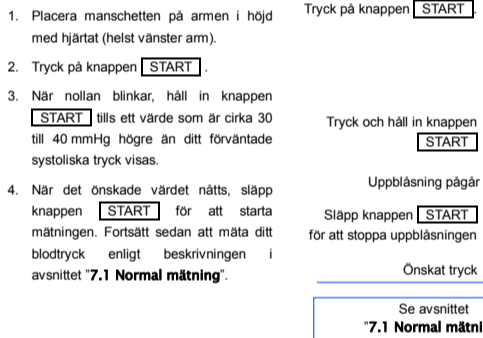 1. Placera manschetten på armen i höjd
med hjärtat (helst vänster arm).
2. Tryck på knappen START .
3. När nollan blinkar, håll in knappen
START tills ett värde som är cirka 30
till 40 mmHg högre än ditt förväntade
systoliska tryck visas.
4. När det önskade värdet nåtts, släpp
knappen START för att starta
mätningen. Fortsätt sedan att mäta ditt
blodtryck enligt beskrivningen i
avsnittet "7.1 Normal mätning".
Tryck på knappen START .
Tryck och håll in knappen
START
Uppblåsning pågår
Släpp knappen START
för att stoppa uppblåsningen
Önskat tryck
Se avsnittet
"7.1 Normal mätni